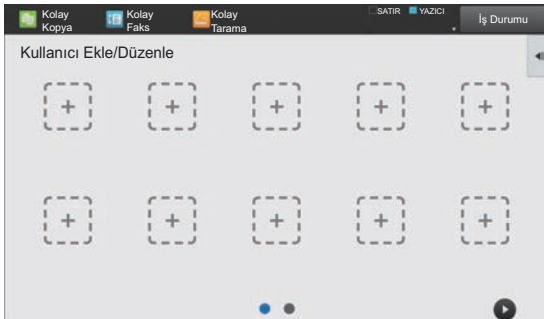 Kolay Kopya
Kolay Faks
Kolay Tarama
SATIR
YAZICI
İş Durumu
Kullanıcı Ekle/Düzenle